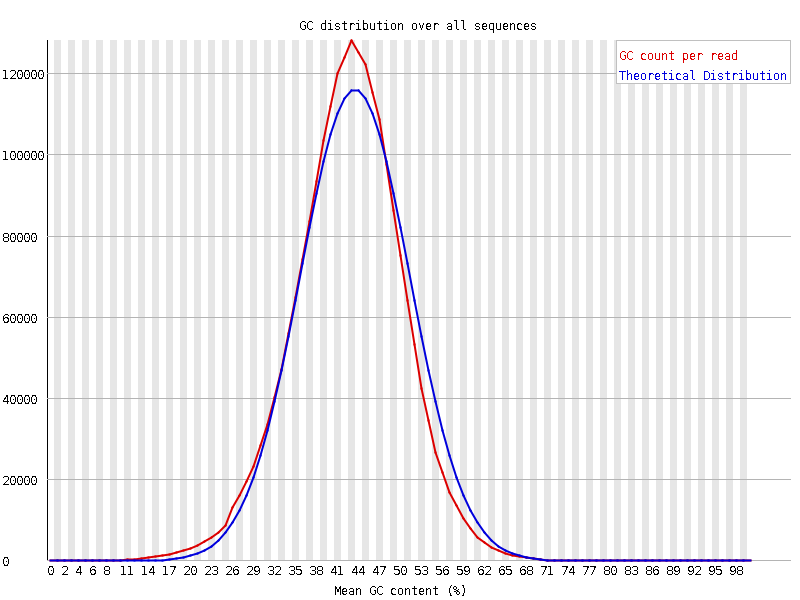 GC distribution over all sequences
GC count per read
Theoretical Distribution
120000
100000
80000
60000
40000
20000
0
0 2 4 6 8 11 14 17 20 23 26 29 32 35 38 41 44 47 50 53 56 59 62 65 68 71 74 77 80 83 86 89 92 95 98
Mean GC content (%)